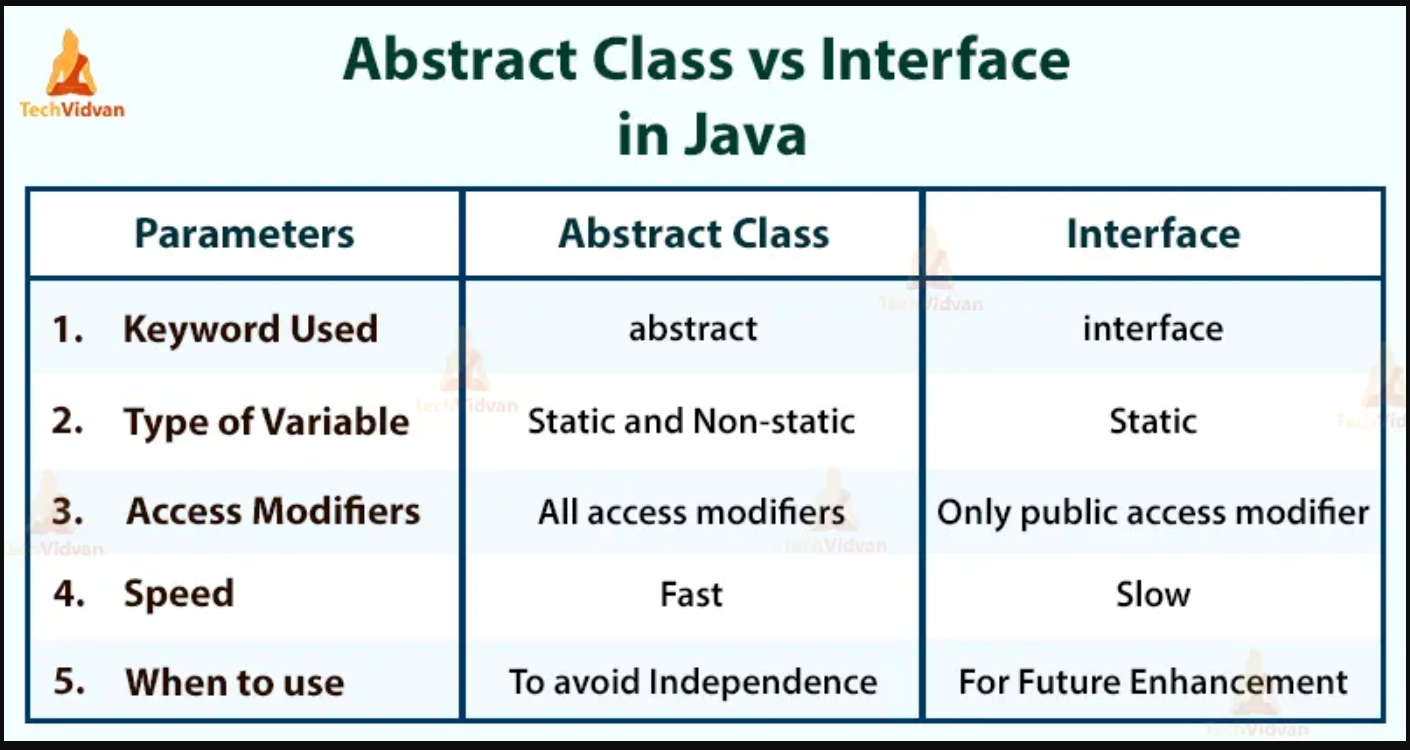 TechVidvan
Abstract Class vs Interface
in Java
Parameters Abstract Class Interface
1. Keyword Used abstract interface
2. Type of Variable Static and Non-static Static
3. Access Modifiers All access modifiers Only public access modifier
4. Speed Fast Slow
5. When to use To avoid Independence For Future Enhancement
TechVidvan
TechVidvan
TechVid
TechVidvan
TechVidvan
TechVidvan